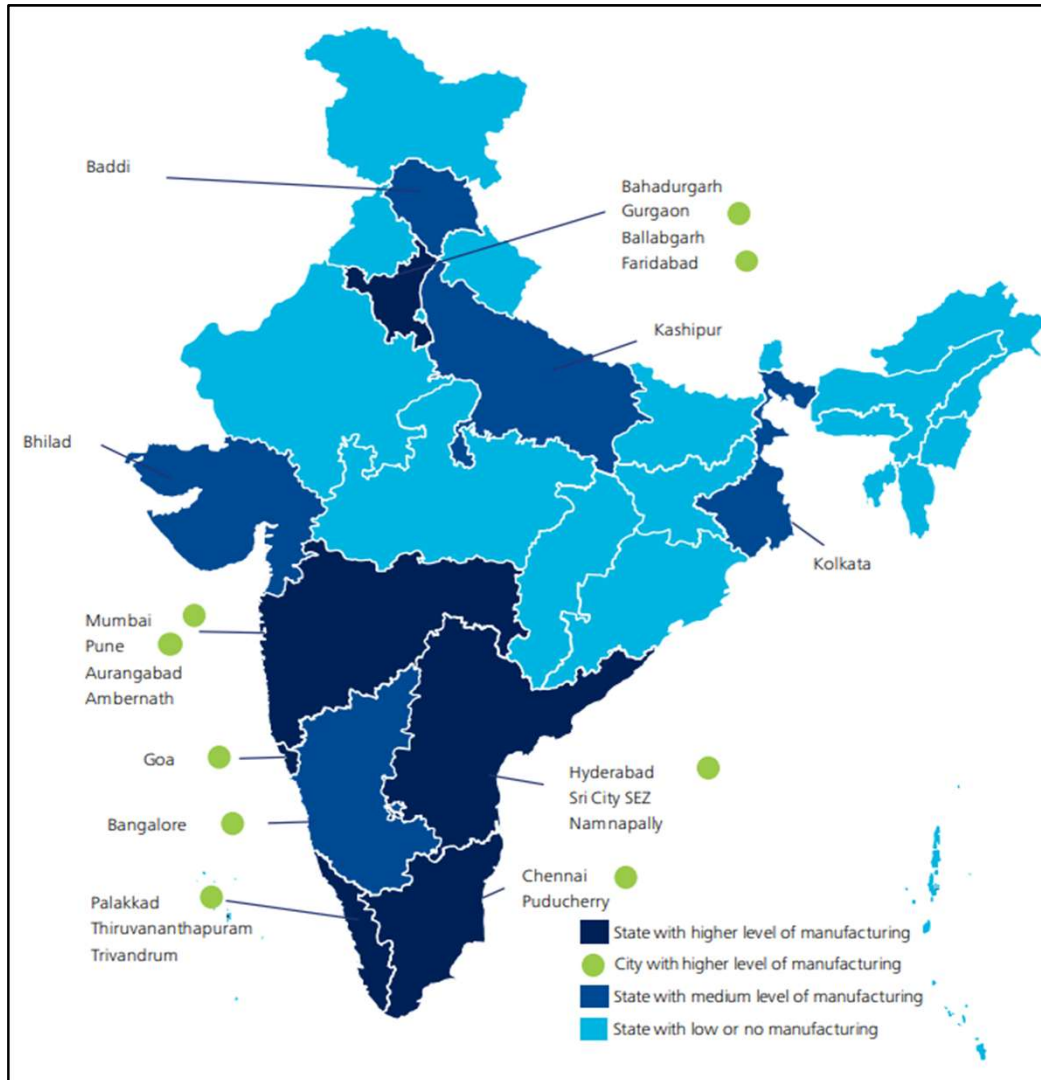 Baddi
Bahadurgarh
Gurgaon
Ballabgarh
Faridabad
Kashipur
Bhilad
Kolkata
Mumbai
Pune
Aurangabad
Ambernath
Goa
Hyderabad
Sri City SEZ
Namnapally
Bangalore
Chennai
Puducherry
Palakkad
Thiruvananthapuram
Trivandrum
State with higher level of manufacturing
City with higher level of manufacturing
State with medium level of manufacturing
State with low or no manufacturing